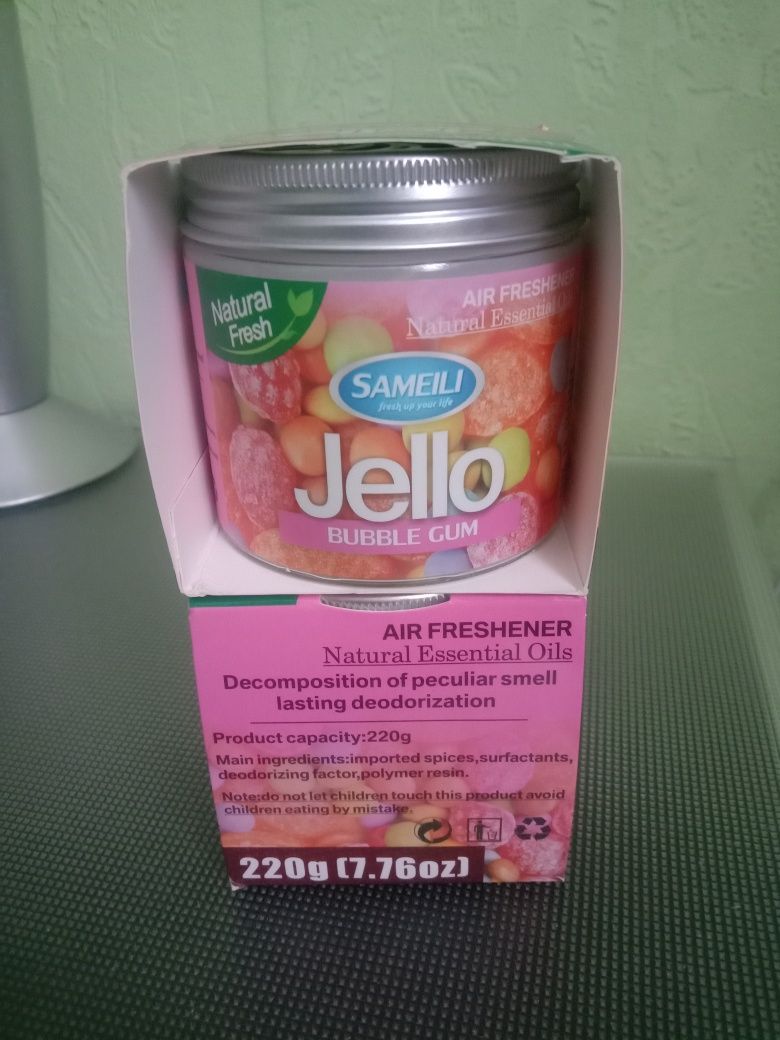 Natural
Fresh
AIR FRESHENER
Natural Essential Oils
SAMEILI
fresh up your life
Jello
BUBBLE GUM
AIR FRESHENER
Natural Essential Oils
Decomposition of peculiar smell
lasting deodorization
Product capacity:220g
Main ingredients:imported spices,surfactants,
deodorizing factor,polymer resin.
Note:do not let children touch this product avoid
children eating by mistake.
220g (7.76oz)